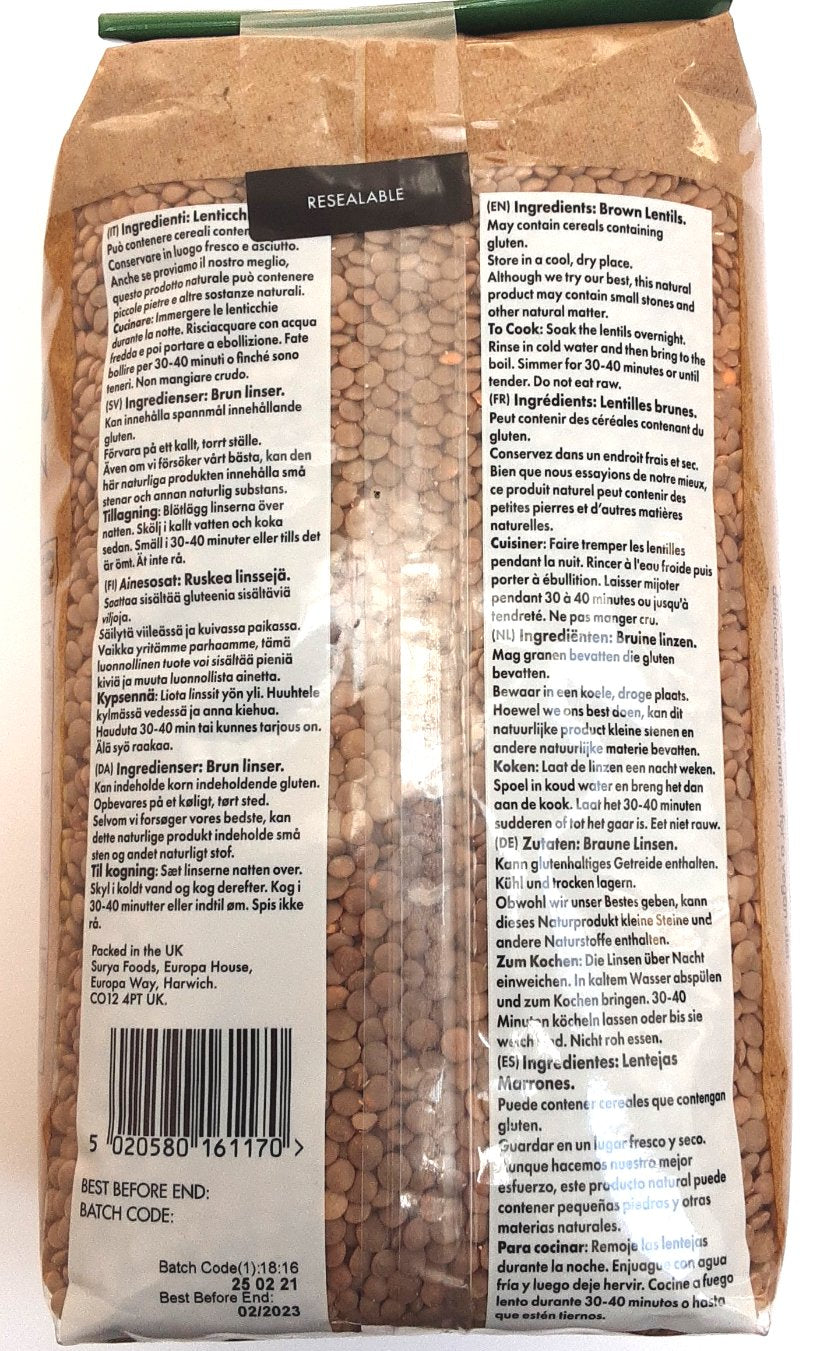 RESEALABLE
(IT) Ingredienti: Lenticch
Può contenere cereali conten
Conservare in luogo fresco e asciutto.
Anche se proviamo il nostro meglio,
questo prodotto naturale può contenere
piccole pietre e altre sostanze naturali.
Cucinare: Immergere le lenticchie
durante la notte. Risciacquare con acqua
fredda e poi portare a ebollizione. Fate
bollire per 30-40 minuti o finché sono
teneri. Non mangiare crudo.
(SV) Ingredienser: Brun linser.
Kan innehålla spannmål innehållande
gluten.
Förvara på ett kallt, torrt ställe.
Även om vi försöker vårt bästa, kan den
här naturliga produkten innehålla små
stenar och annan naturlig substans.
Tillagning: Blötlägg linserna över
natten. Skölj i kallt vatten och koka
sedan. Smäll i 30-40 minuter eller tills det
är ömt. Ät inte rå.
(FI) Ainesosat: Ruskea linssejä.
Saattaa sisältää gluteenia sisältäviä
viljoja.
Säilytä viileässä ja kuivassa paikassa.
Vaikka yritämme parhaamme, tämä
luonnollinen tuote voi sisältää pieniä
kiviä ja muuta luonnollista ainetta.
Kypsennä: Liota linssit yön yli. Huuhtele
kylmässä vedessä ja anna kiehua.
Hauduta 30-40 min tai kunnes tarjous on.
Älä syö raakaa.
(DA) Ingredienser: Brun linser.
Kan indeholde korn indeholdende gluten.
Opbevares på et køligt, tørt sted.
Selvom vi forsøger vores bedste, kan
dette naturlige produkt indeholde små
sten og andet naturligt stof.
Til kogning: Sæt linserne natten over.
Skyl i koldt vand og kog derefter. Kog i
30-40 minutter eller indtil øm. Spis ikke
rå.
Packed in the UK
Surya Foods, Europa House,
Europa Way, Harwich.
CO12 4PT UK.
5 020580 161170 >
BEST BEFORE END:
BATCH CODE:
Batch Code(1):18:16
25 02 21
Best Before End:
02/2023
(EN) Ingredients: Brown Lentils.
May contain cereals containing
gluten.
Store in a cool, dry place.
Although we try our best, this natural
product may contain small stones and
other natural matter.
To Cook: Soak the lentils overnight.
Rinse in cold water and then bring to the
boil. Simmer for 30-40 minutes or until
tender. Do not eat raw.
(FR) Ingrédients: Lentilles brunes.
Peut contenir des céréales contenant du
gluten.
Conservez dans un endroit frais et sec.
Bien que nous essayions de notre mieux,
ce produit naturel peut contenir des
petites pierres et d'autres matières
naturelles.
Cuisiner: Faire tremper les lentilles
pendant la nuit. Rincer à l'eau froide puis
porter à ébullition. Laisser mijoter
pendant 30 à 40 minutes ou jusqu'à
tendreté. Ne pas manger cru.
(NL) Ingrediënten: Bruine linzen.
Mag granen bevatten die gluten
bevatten.
Bewaar in een koele, droge plaats.
Hoewel we ons best doen, kan dit
natuurlijke product kleine stenen en
andere natuurlijke materie bevatten.
Koken: Laat de linzen een nacht weken.
Spoel in koud water en breng het dan
aan de kook. Laat het 30-40 minuten
sudderen of tot het gaar is. Eet niet rauw.
(DE) Zutaten: Braune Linsen.
Kann glutenhaltiges Getreide enthalten.
Kühl und trocken lagern.
Obwohl wir unser Bestes geben, kann
dieses Naturprodukt kleine Steine und
andere Naturstoffe enthalten.
Zum Kochen: Die Linsen über Nacht
einweichen. In kaltem Wasser abspülen
und zum Kochen bringen. 30-40
Minuten köcheln lassen oder bis sie
weich sind. Nicht roh essen.
(ES) Ingredientes: Lentejas
Marrones.
Puede contener cereales que contengan
gluten.
Guardar en un lugar fresco y seco.
Aunque hacemos nuestro mejor
esfuerzo, este producto natural puede
contener pequeñas piedras y otras
materias naturales.
Para cocinar: Remoje las lentejas
durante la noche. Enjuague con agua
fría y luego deje hervir. Cocine a fuego
lento durante 30-40 minutos o hasta
que estén tiernos.